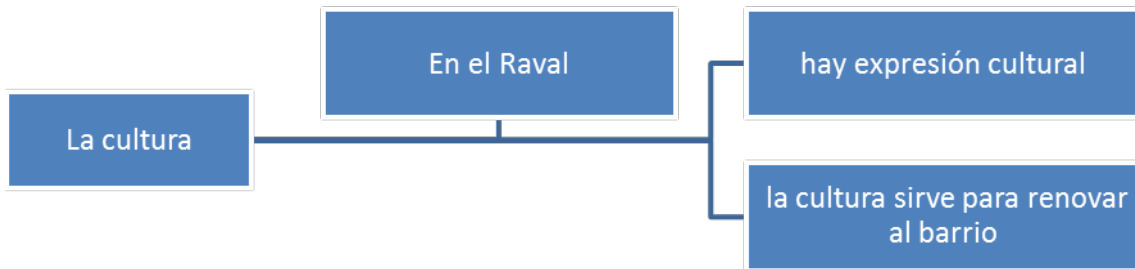 En el Raval
hay expresión cultural
La cultura
la cultura sirve para renovar
al barrio